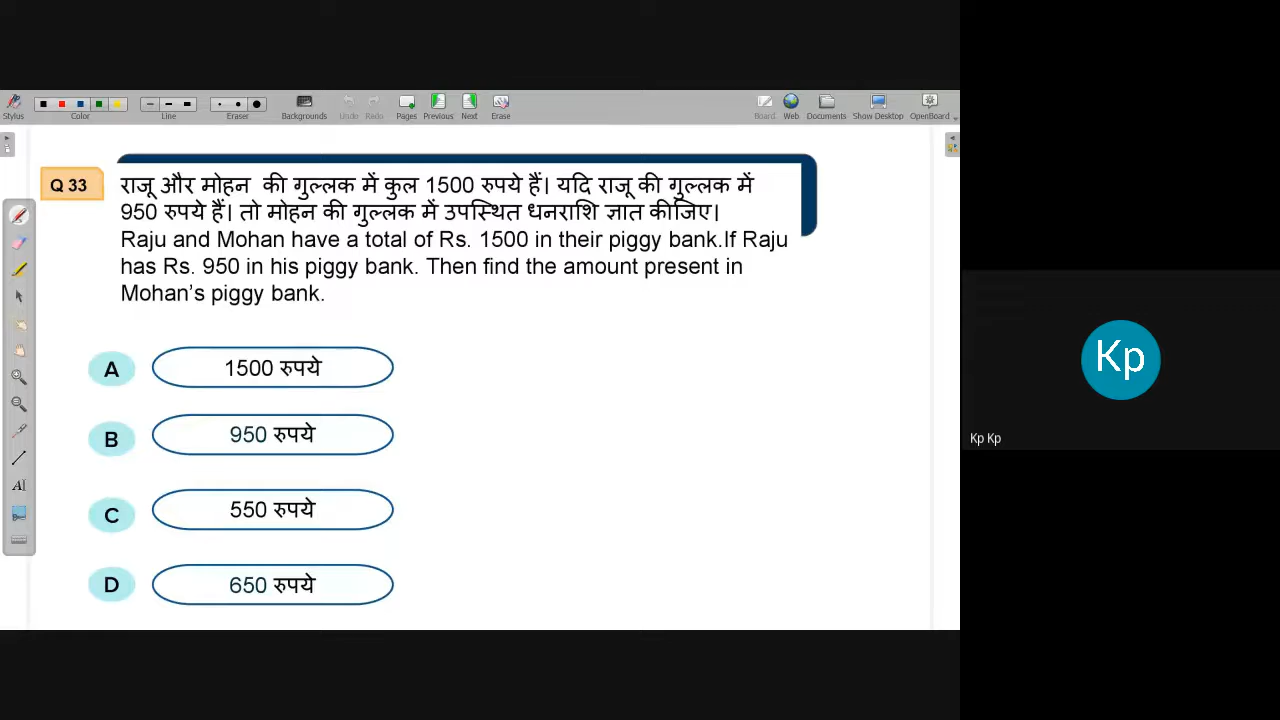 Stylus
Color
Line
Eraser
Backgrounds
Undo
Redo
Pages
Previous
Next
Erase
Board
Web
Documents
Show Desktop
OpenBoard
Q 33
राजू और मोहन की गुल्लक में कुल 1500 रुपये हैं। यदि राजू की गुल्लक में
950 रुपये हैं। तो मोहन की गुल्लक में उपस्थित धनराशि ज्ञात कीजिए।
Raju and Mohan have a total of Rs. 1500 in their piggy bank.If Raju
has Rs. 950 in his piggy bank. Then find the amount present in
Mohan’s piggy bank.
A 1500 रुपये
B 950 रुपये
C 550 रुपये
D 650 रुपये
Kp
Kp Kp